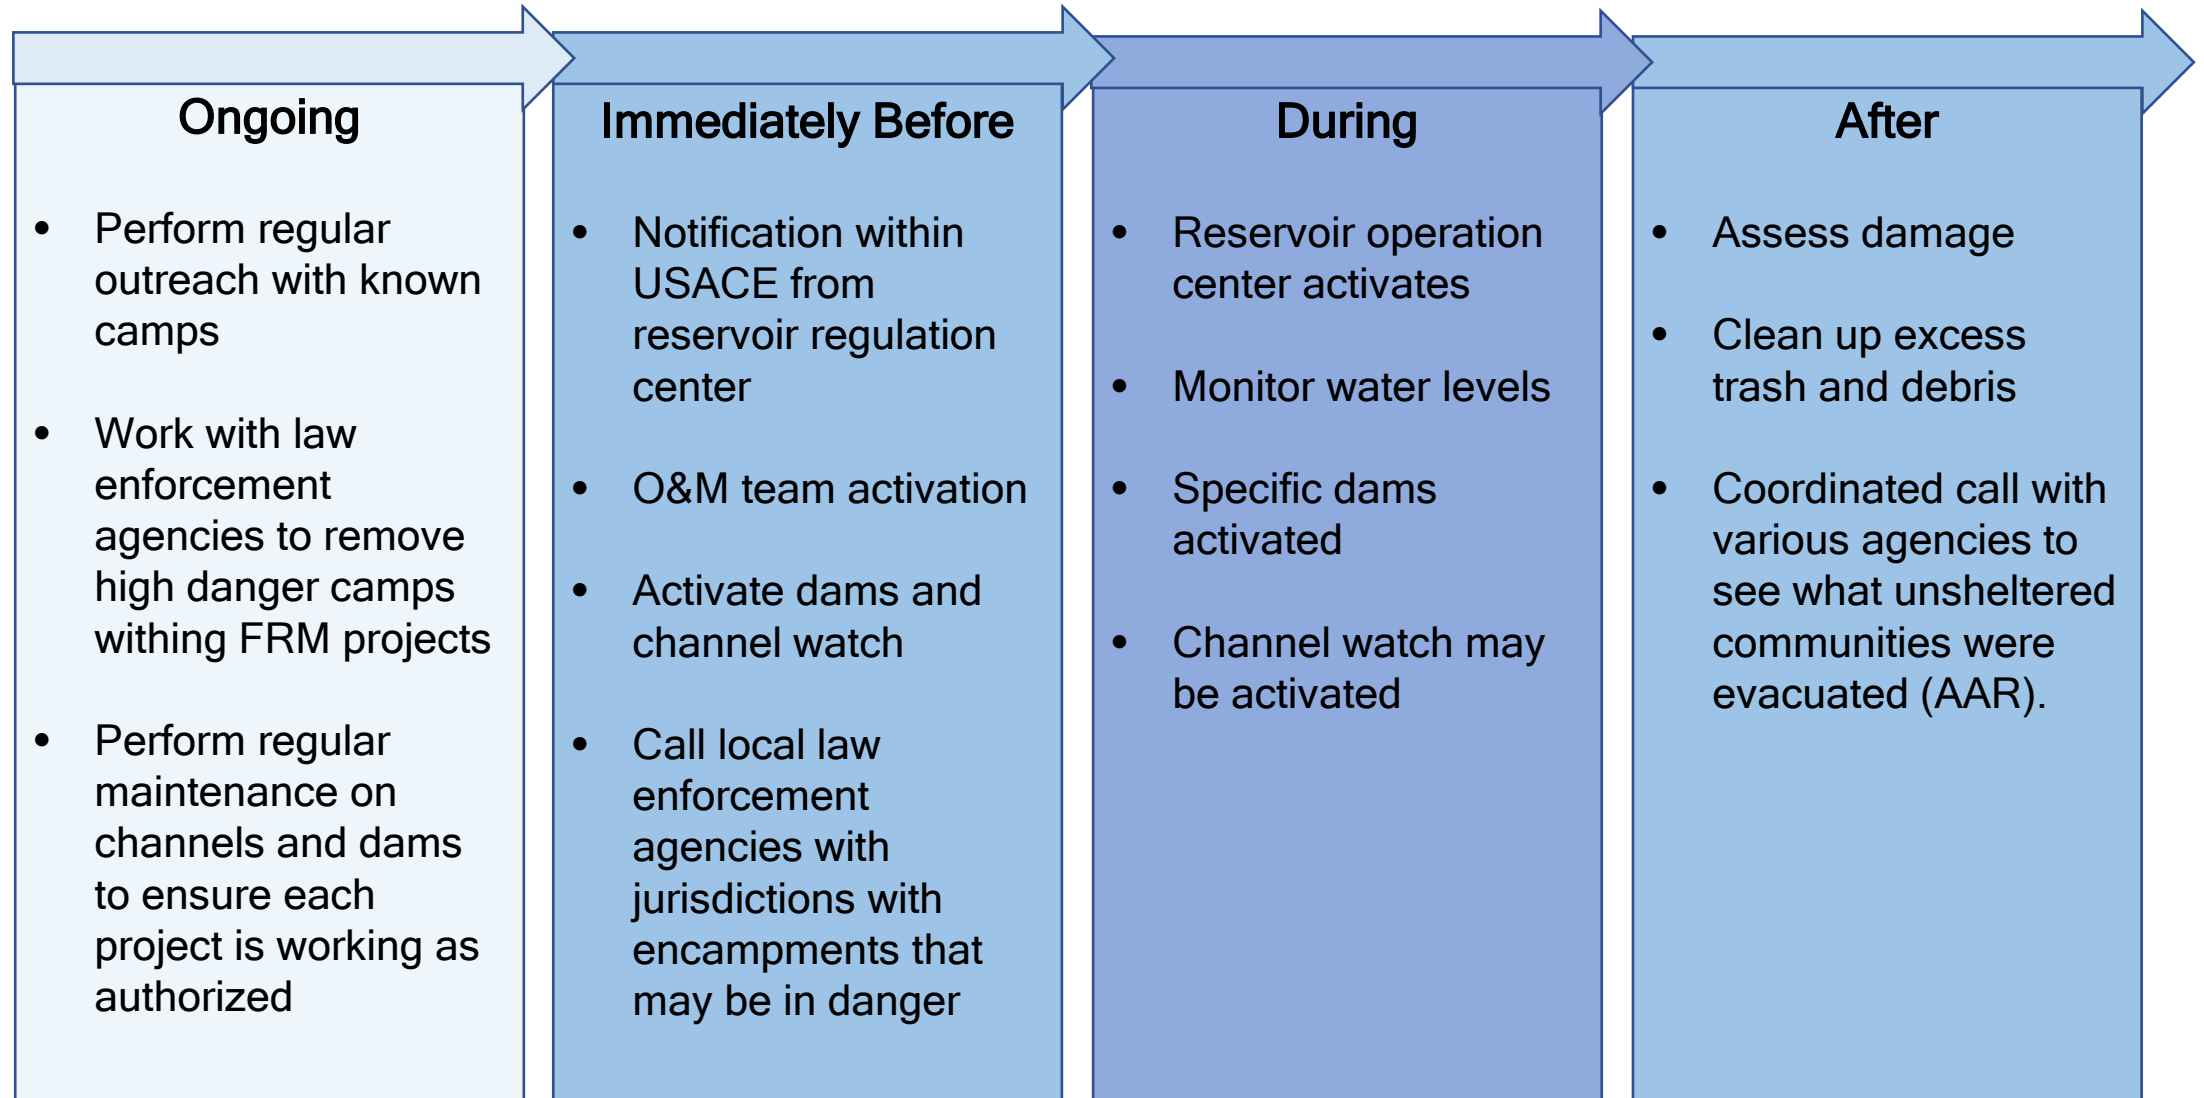 Ongoing
• Perform regular
outreach with known
camps
• Work with law
enforcement
agencies to remove
high danger camps
withing FRM projects
• Perform regular
maintenance on
channels and dams
to ensure each
project is working as
authorized
Immediately Before
• Notification within
USACE from
reservoir regulation
center
• O&M team activation
• Activate dams and
channel watch
• Call local law
enforcement
agencies with
jurisdictions with
encampments that
may be in danger
During
• Reservoir operation
center activates
• Monitor water levels
• Specific dams
activated
• Channel watch may
be activated
After
• Assess damage
• Clean up excess
trash and debris
• Coordinated call with
various agencies to
see what unsheltered
communities were
evacuated (AAR).